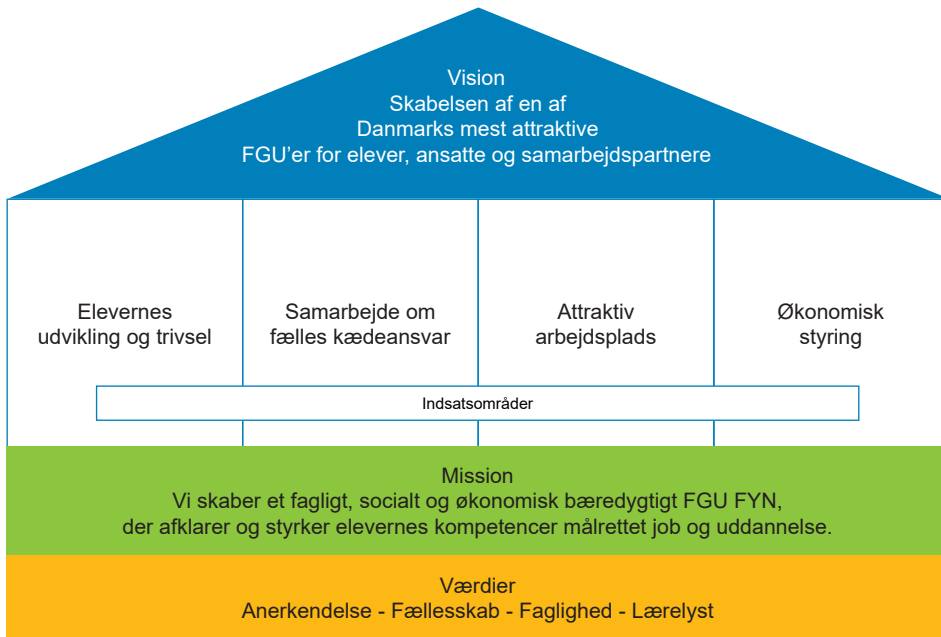 Vision
Skabelsen af en af
Danmarks mest attraktive
FGU'er for elever, ansatte og samarbejdspartnere
Elevernes
udvikling og trivsel
Samarbejde om
fælles kædeansvar
Attraktiv
arbejdsplads
Økonomisk
styring
Indsatsområder
Mission
Vi skaber et fagligt, socialt og økonomisk bæredygtigt FGU FYN,
der afklarer og styrker elevernes kompetencer målrettet job og uddannelse.
Værdier
Anerkendelse - Fællesskab - Faglighed - Lærelyst